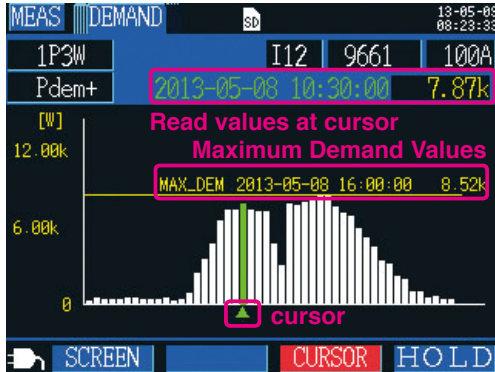 MEAS DEMAND SD 13-05-09
08:23:33
1P3W I12 9661 100A
Pdem+ 2013-05-08 10:30:00 7.87k
[W] Read values at cursor
12.00k Maximum Demand Values
MAX_DEM 2013-05-08 16:00:00 8.52k
6.00k
0
cursor
SCREEN CURSOR HOLD